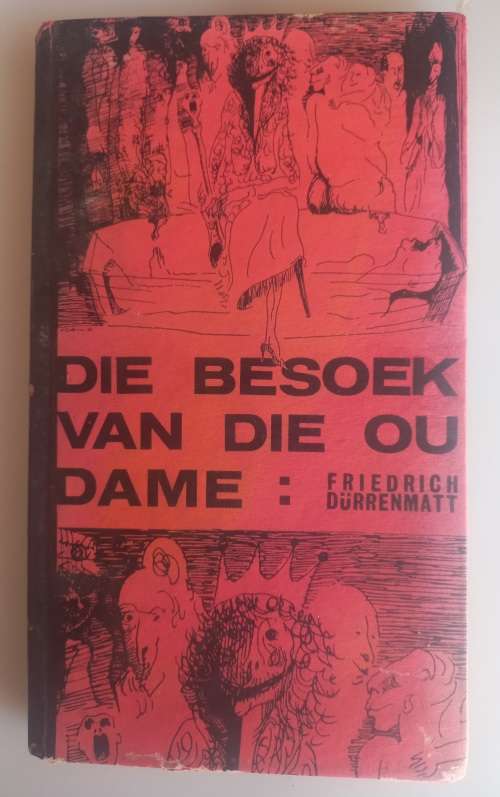 DIE BESOEK
VAN DIE OU
DAME :
FRIEDRICH
DÜRRENMATT